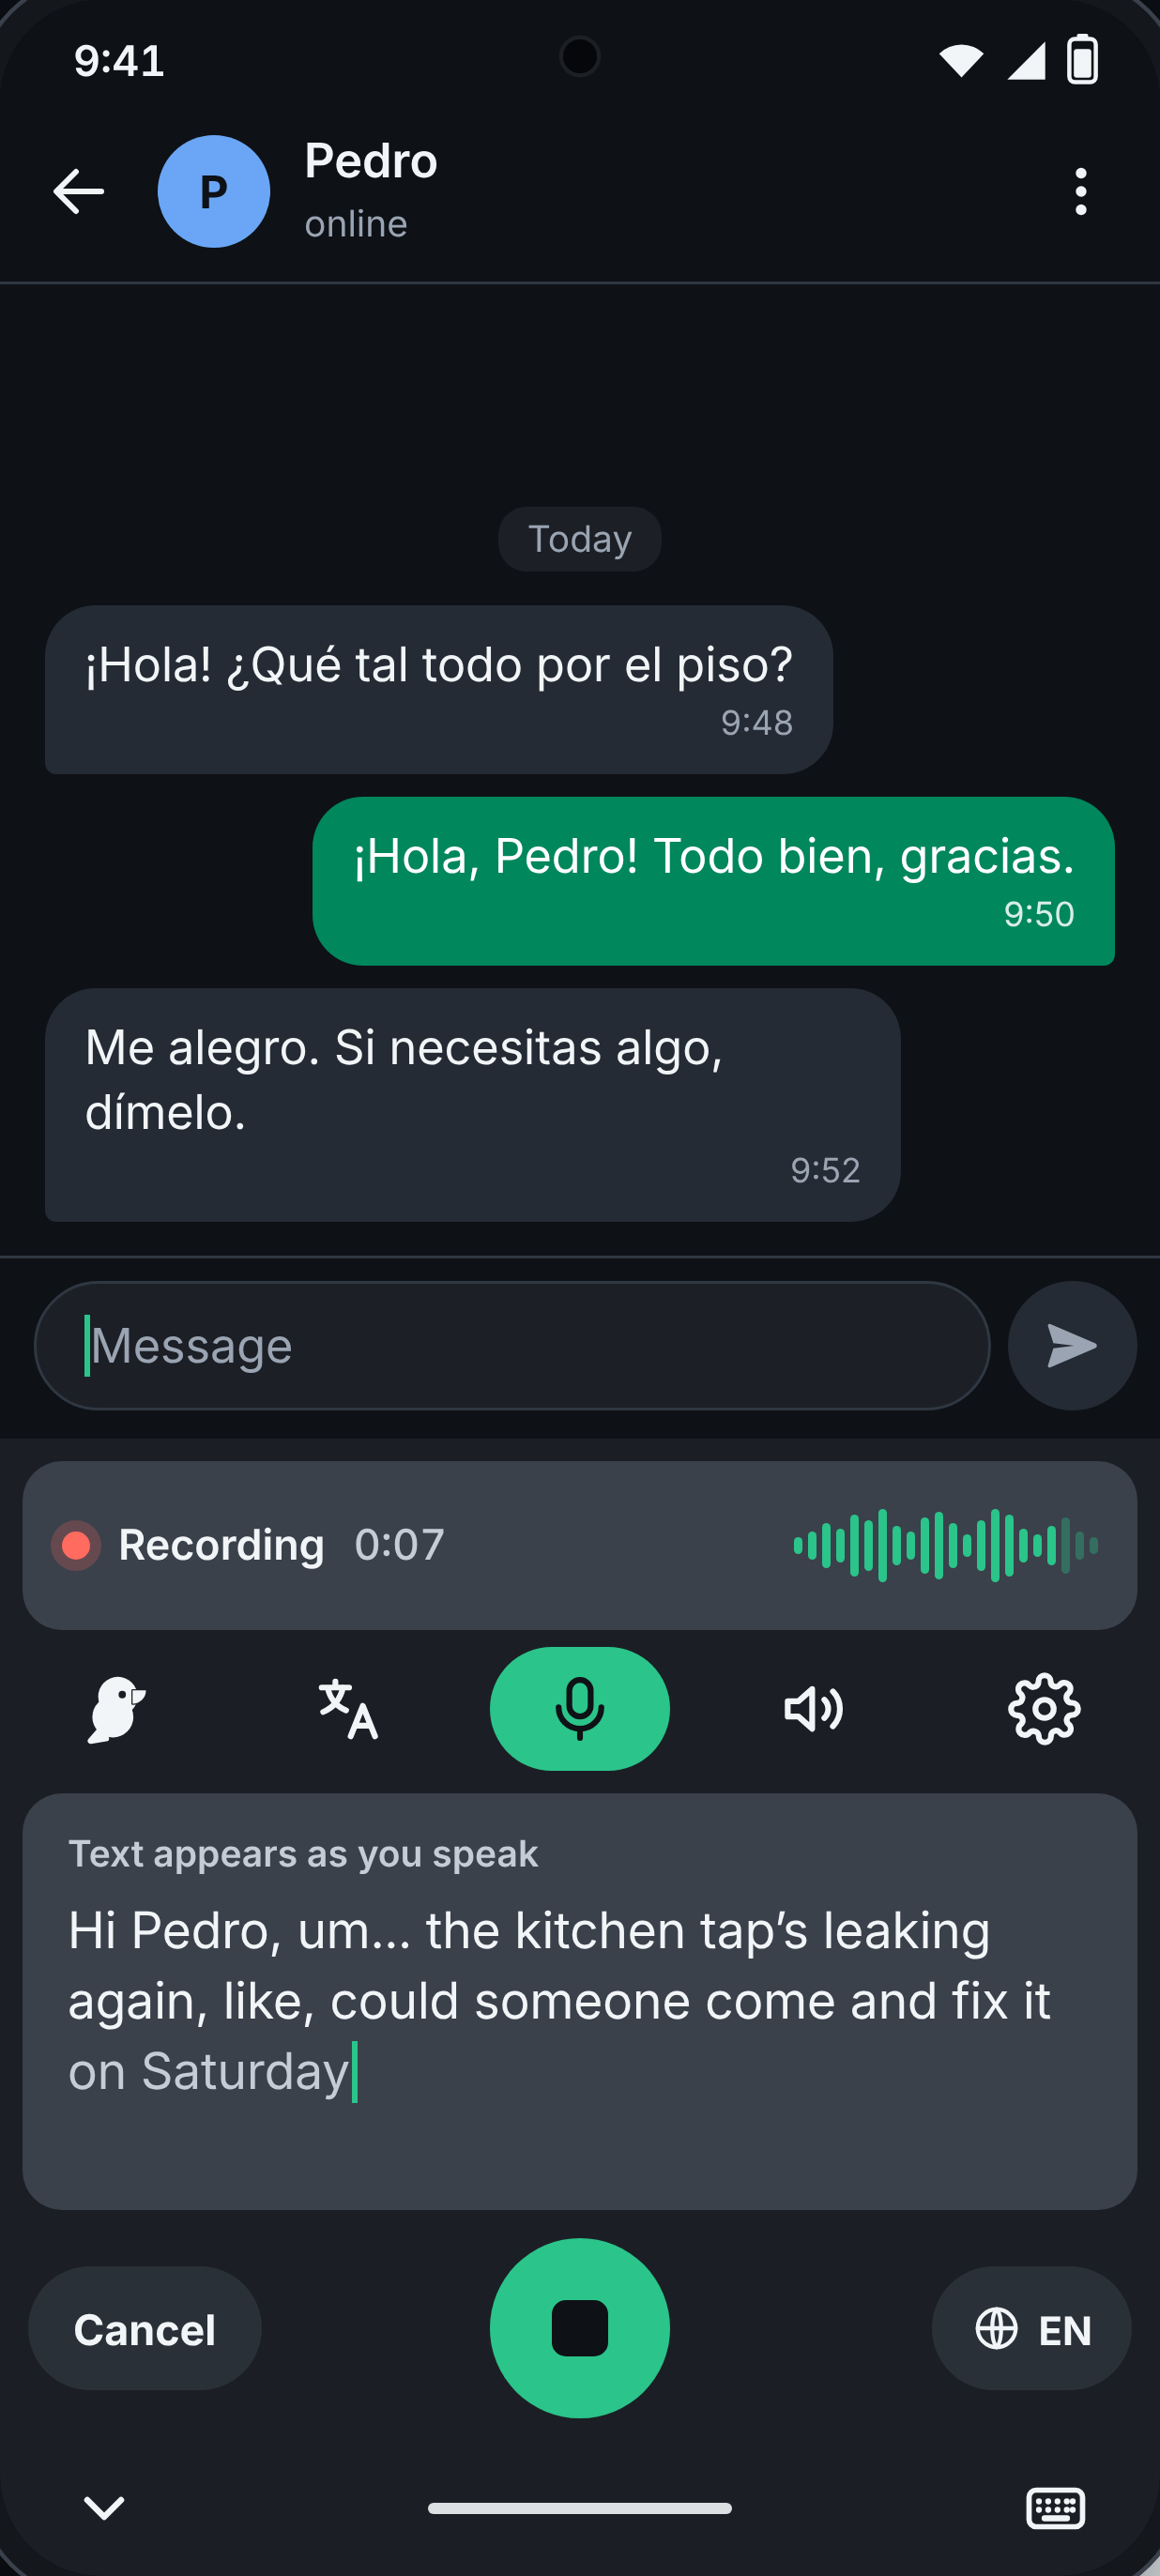 9:41
P
Pedro
online
Today
¡Hola! ¿Qué tal todo por el piso?
9:48
¡Hola, Pedro! Todo bien, gracias.
9:50
Me alegro. Si necesitas algo,
dímelo.
9:52
Message
Recording 0:07
文A
Text appears as you speak
Hi Pedro, um… the kitchen tap’s leaking
again, like, could someone come and fix it
on Saturday
Cancel
EN